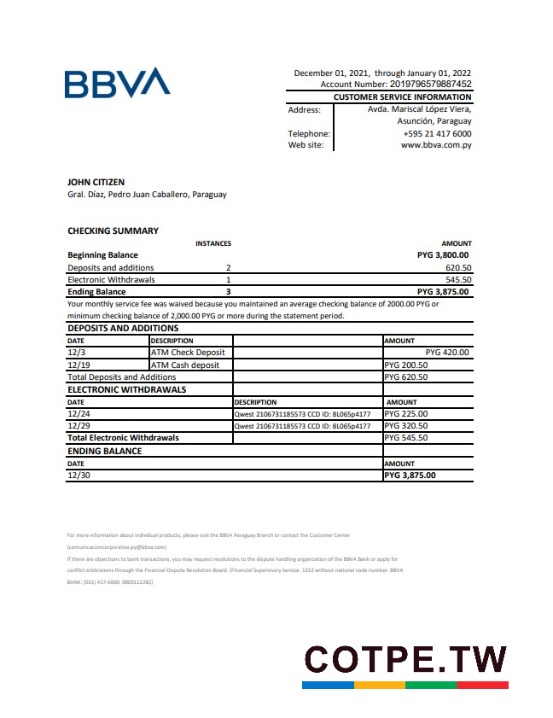 BBVA
December 01, 2021, through January 01, 2022
Account Number: 2019796579887452
CUSTOMER SERVICE INFORMATION
Address: Avda. Mariscal López Viera,
Asunción, Paraguay
Telephone: +595 21 417 6000
Web site: www.bbva.com.py
JOHN CITIZEN
Gral. Díaz, Pedro Juan Caballero, Paraguay
CHECKING SUMMARY
INSTANCES AMOUNT
Beginning Balance PYG 3,800.00
Deposits and additions 2 620.50
Electronic Withdrawals 1 545.50
Ending Balance 3 PYG 3,875.00
Your monthly service fee was waived because you maintained an average checking balance of 2000.00 PYG or
minimum checking balance of 2,000.00 PYG or more during the statement period.
DEPOSITS AND ADDITIONS
DATE DESCRIPTION AMOUNT
12/3 ATM Check Deposit PYG 420.00
12/19 ATM Cash deposit PYG 200.50
Total Deposits and Additions PYG 620.50
ELECTRONIC WITHDRAWALS
DATE DESCRIPTION AMOUNT
12/24 Qwest 2106731185573 CCD ID: 8L065p4177 PYG 225.00
12/29 Qwest 2106731185573 CCD ID: 8L065p4177 PYG 320.50
Total Electronic Withdrawals PYG 545.50
ENDING BALANCE
DATE AMOUNT
12/30 PYG 3,875.00
For more information about individual products, please visit the BBVA Paraguay Branch or contact the Customer Center
(comunicacioncorporativa.py@bbva.com)
If there are objections to bank transactions, you may request resolutions to the dispute handling organization of the BBVA Bank or apply for
conflict arbitrations through the Financial Dispute Resolution Board. (Financial Supervisory Service: 1332 without national code number, BBVA
BANK: (021) 417-6000, 0800112282)
COTPE.TW